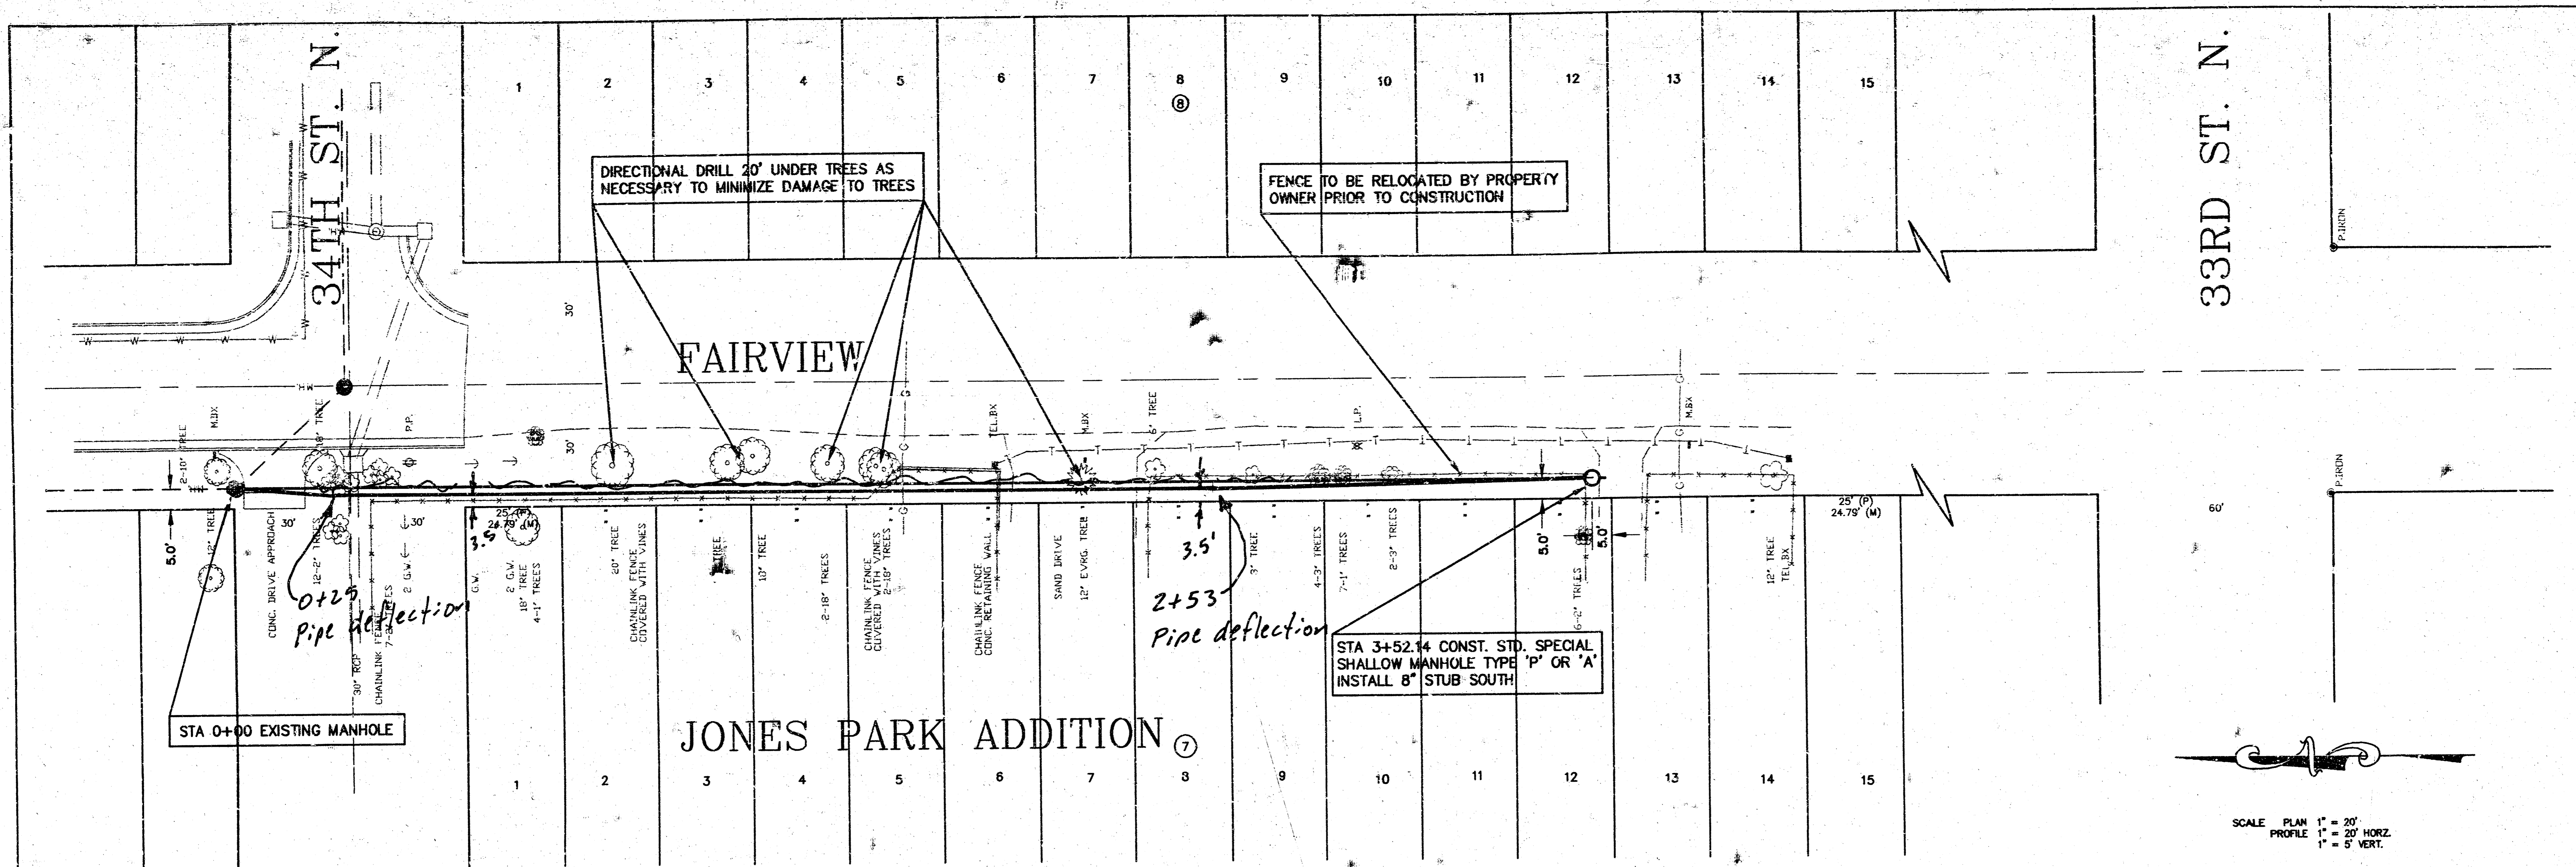 34TH ST. N.
33RD ST. N.
1
2
3
4
5
6
7
8
9
10
11
12
13
14
15
8
DIRECTIONAL DRILL 20' UNDER TREES AS
NECESSARY TO MINIMIZE DAMAGE TO TREES
FENCE TO BE RELOCATED BY PROPERTY
OWNER PRIOR TO CONSTRUCTION
P.IRON
30'
FAIRVIEW
MH
W
W
W
W
W
M.BX
2-10" TREE
18" TREE
P.P.
30'
G
TEL.BX
M.BX
6" TREE
L.P.
G
M.BX
T
T
T
T
T
T
T
5.0'
12" TREE
CONC. DRIVE APPROACH
30'
12-2" TREES
30" RCP
CHAINLINK FENCE
2 G.W.
30'
25' (P)
24.79' (M)
3.5'
G.W.
2 G.W.
18" TREE
4-1" TREES
20" TREE
CHAINLINK FENCE
COVERED WITH VINES
10" TREE
2-18" TREES
CHAINLINK FENCE
COVERED WITH VINES
2-18" TREES
CHAINLINK FENCE
CONC. RETAINING WALL
SAND DRIVE
12" EVRG. TREE
3.5'
3" TREE
4-3" TREES
7-1" TREES
2-3" TREES
5.0'
5.0'
6-2" TREES
12" TREE
TEL.BX
25' (P)
24.79' (M)
60'
P.IRON
0+25
Pipe deflection
2+53
Pipe deflection
STA 3+52.14 CONST. STD. SPECIAL
SHALLOW MANHOLE TYPE 'P' OR 'A'
INSTALL 8" STUB SOUTH
STA 0+00 EXISTING MANHOLE
JONES PARK ADDITION
7
1
2
3
4
5
6
7
8
9
10
11
12
13
14
15
SCALE PLAN 1" = 20'
PROFILE 1" = 20' HORZ.
1" = 5' VERT.